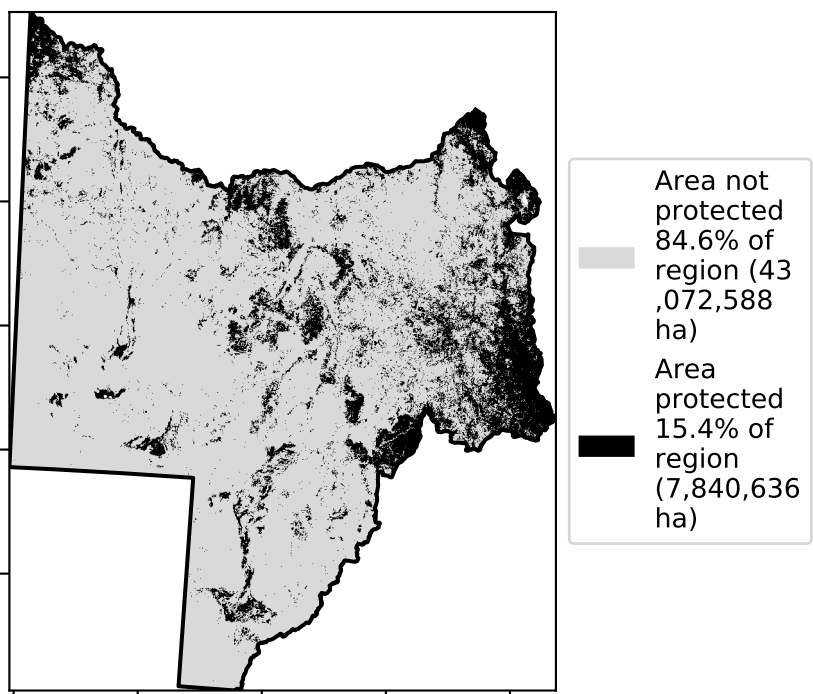 Area not
protected
84.6% of
region (43
,072,588
ha)
Area
protected
15.4% of
region
(7,840,636
ha)